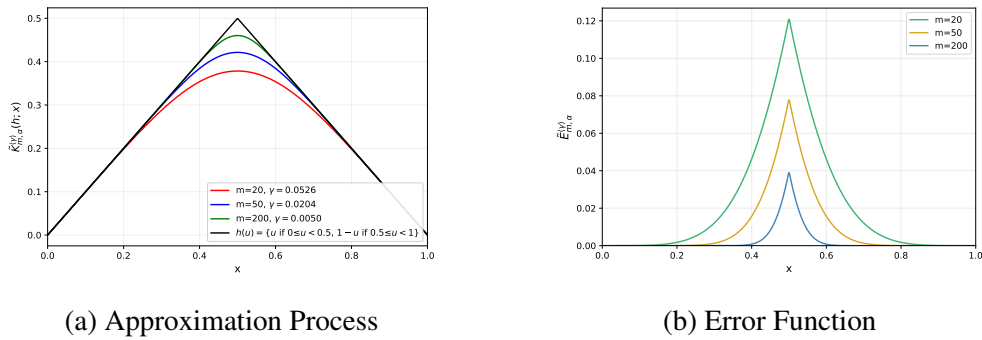 0.5
0.4
0.3
0.2
0.1
0.0
K̃⟨γ⟩m,α(h; x)
0.0 0.2 0.4 0.6 0.8 1.0
x
m=20, γ = 0.0526
m=50, γ = 0.0204
m=200, γ = 0.0050
h(u) = {u if 0≤u<0.5, 1 − u if 0.5≤u<1}
(a) Approximation Process
0.12
0.10
0.08
0.06
0.04
0.02
0.00
Ẽ⟨γ⟩m,α
0.0 0.2 0.4 0.6 0.8 1.0
x
m=20
m=50
m=200
(b) Error Function